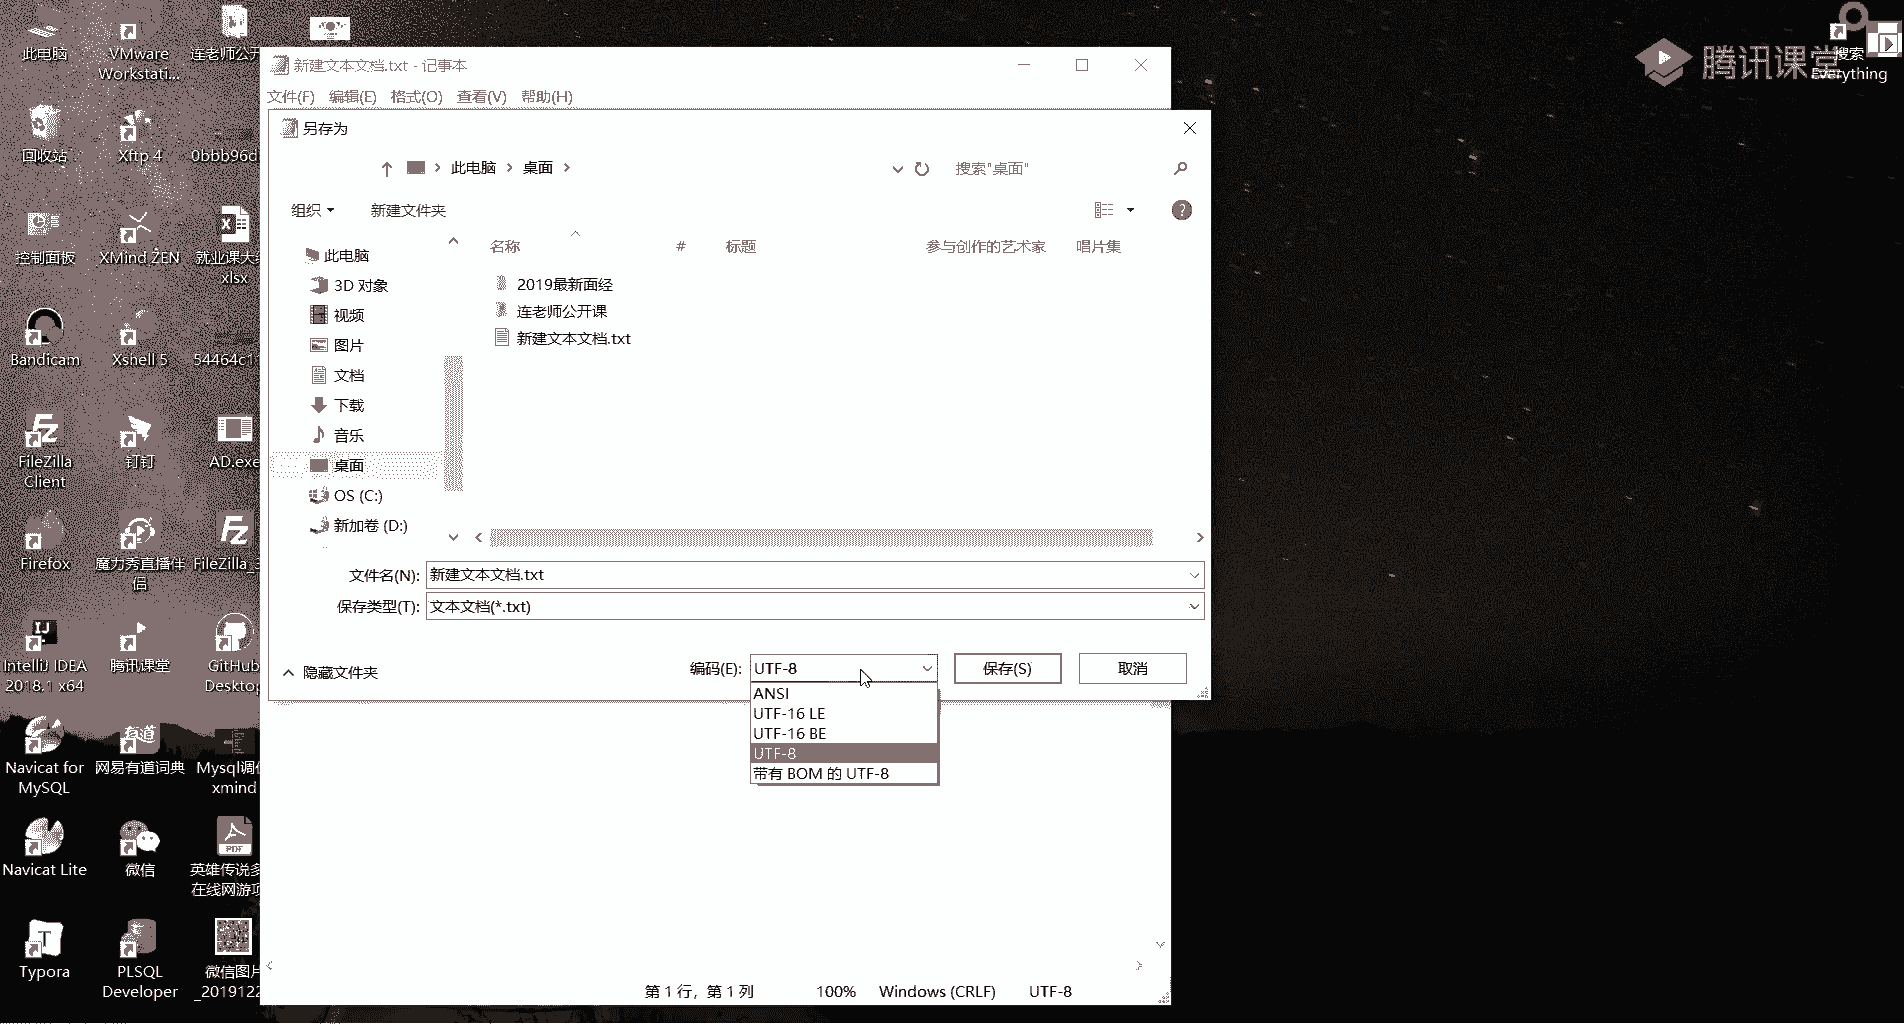 此电脑
VMware
Workstati...
连老师公开
回收站
Xftp 4
0bbb96d
控制面板
XMind ZEN
就业课大纲
xlsx
Bandicam
Xshell 5
54464c1
FileZilla
Client
钉钉
AD.exe
Firefox
魔力秀直播伴
侣
FileZilla_3
IntelliJ IDEA
2018.1 x64
腾讯课堂
GitHub
Desktop
Navicat for
MySQL
网易有道词典
Mysql调优
xmind
Navicat Lite
微信
英雄传说多
在线网游项
Typora
PLSQL
Developer
微信图片
_2019122
新建文本文档.txt - 记事本
文件(F) 编辑(E) 格式(O) 查看(V) 帮助(H)
另存为
此电脑 > 桌面 >
搜索"桌面"
组织
新建文件夹
此电脑
3D 对象
视频
图片
文档
下载
音乐
桌面
OS (C:)
新加卷 (D:)
名称 # 标题 参与创作的艺术家 唱片集
2019最新面经
连老师公开课
新建文本文档.txt
文件名(N): 新建文本文档.txt
保存类型(T): 文本文档(*.txt)
隐藏文件夹
编码(E): UTF-8
保存(S)
取消
ANSI
UTF-16 LE
UTF-16 BE
UTF-8
带有 BOM 的 UTF-8
第 1 行，第 1 列 100% Windows (CRLF) UTF-8
腾讯课堂
搜索
Everything